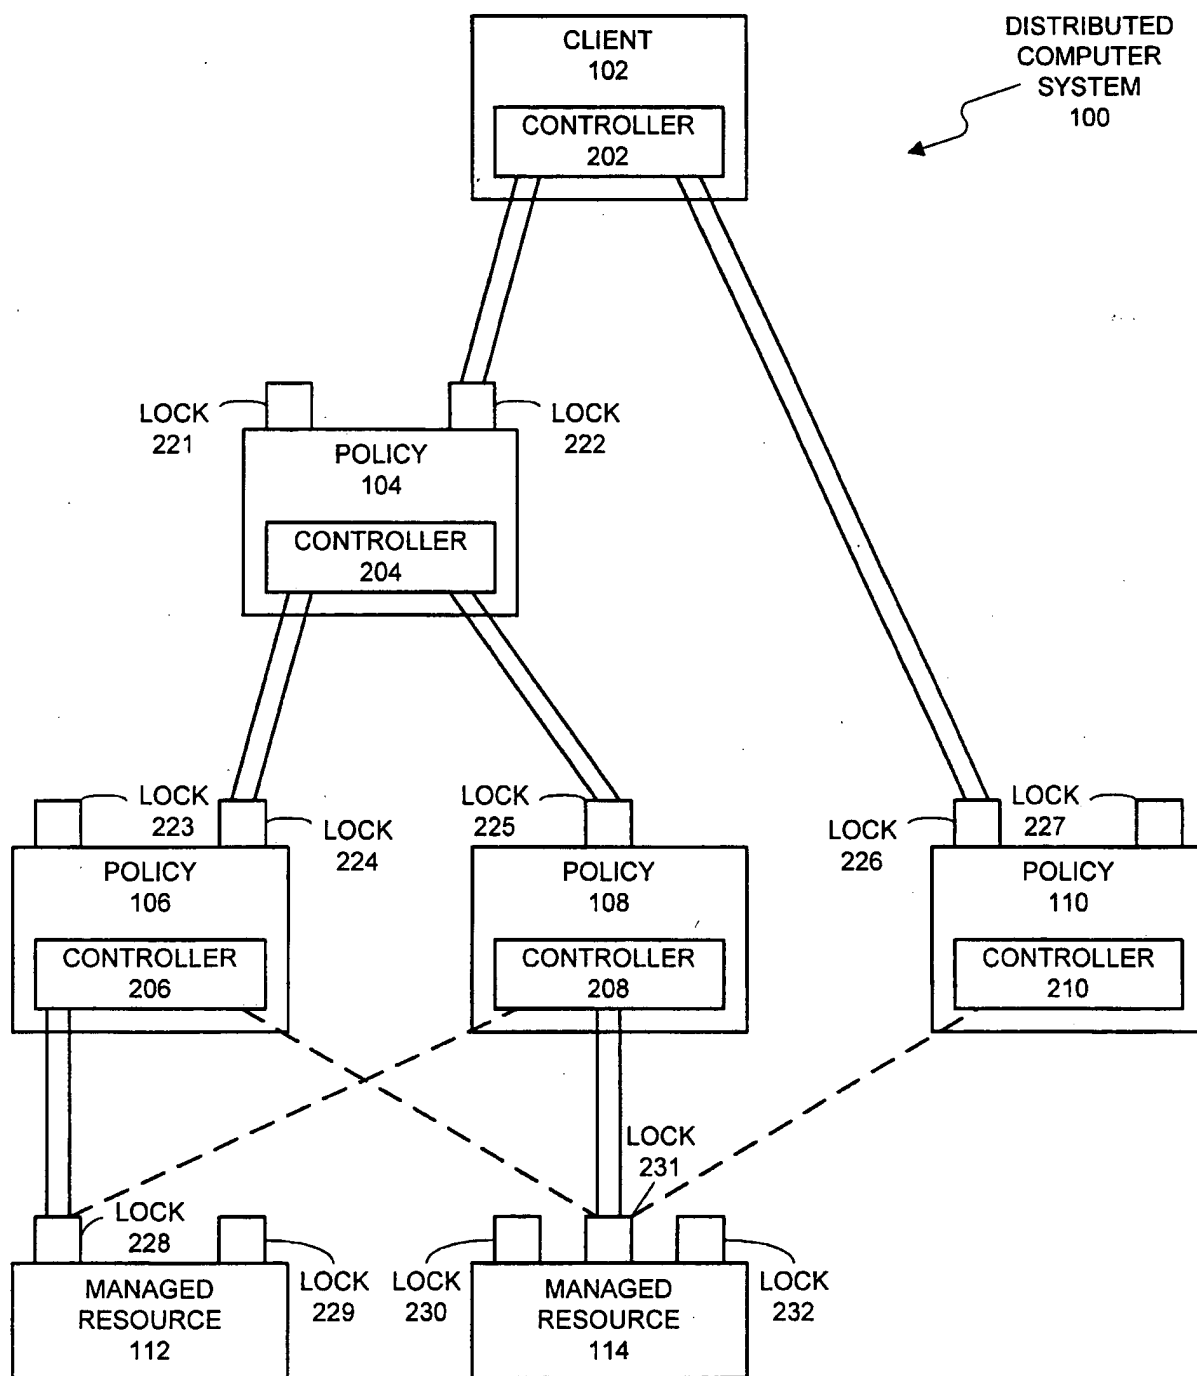 CLIENT
102
CONTROLLER
202
DISTRIBUTED
COMPUTER
SYSTEM
100
LOCK
221
LOCK
222
POLICY
104
CONTROLLER
204
LOCK
223
LOCK
224
LOCK
225
LOCK
226
LOCK
227
POLICY
106
CONTROLLER
206
POLICY
108
CONTROLLER
208
POLICY
110
CONTROLLER
210
LOCK
228
LOCK
229
LOCK
230
LOCK
231
LOCK
232
MANAGED
RESOURCE
112
MANAGED
RESOURCE
114